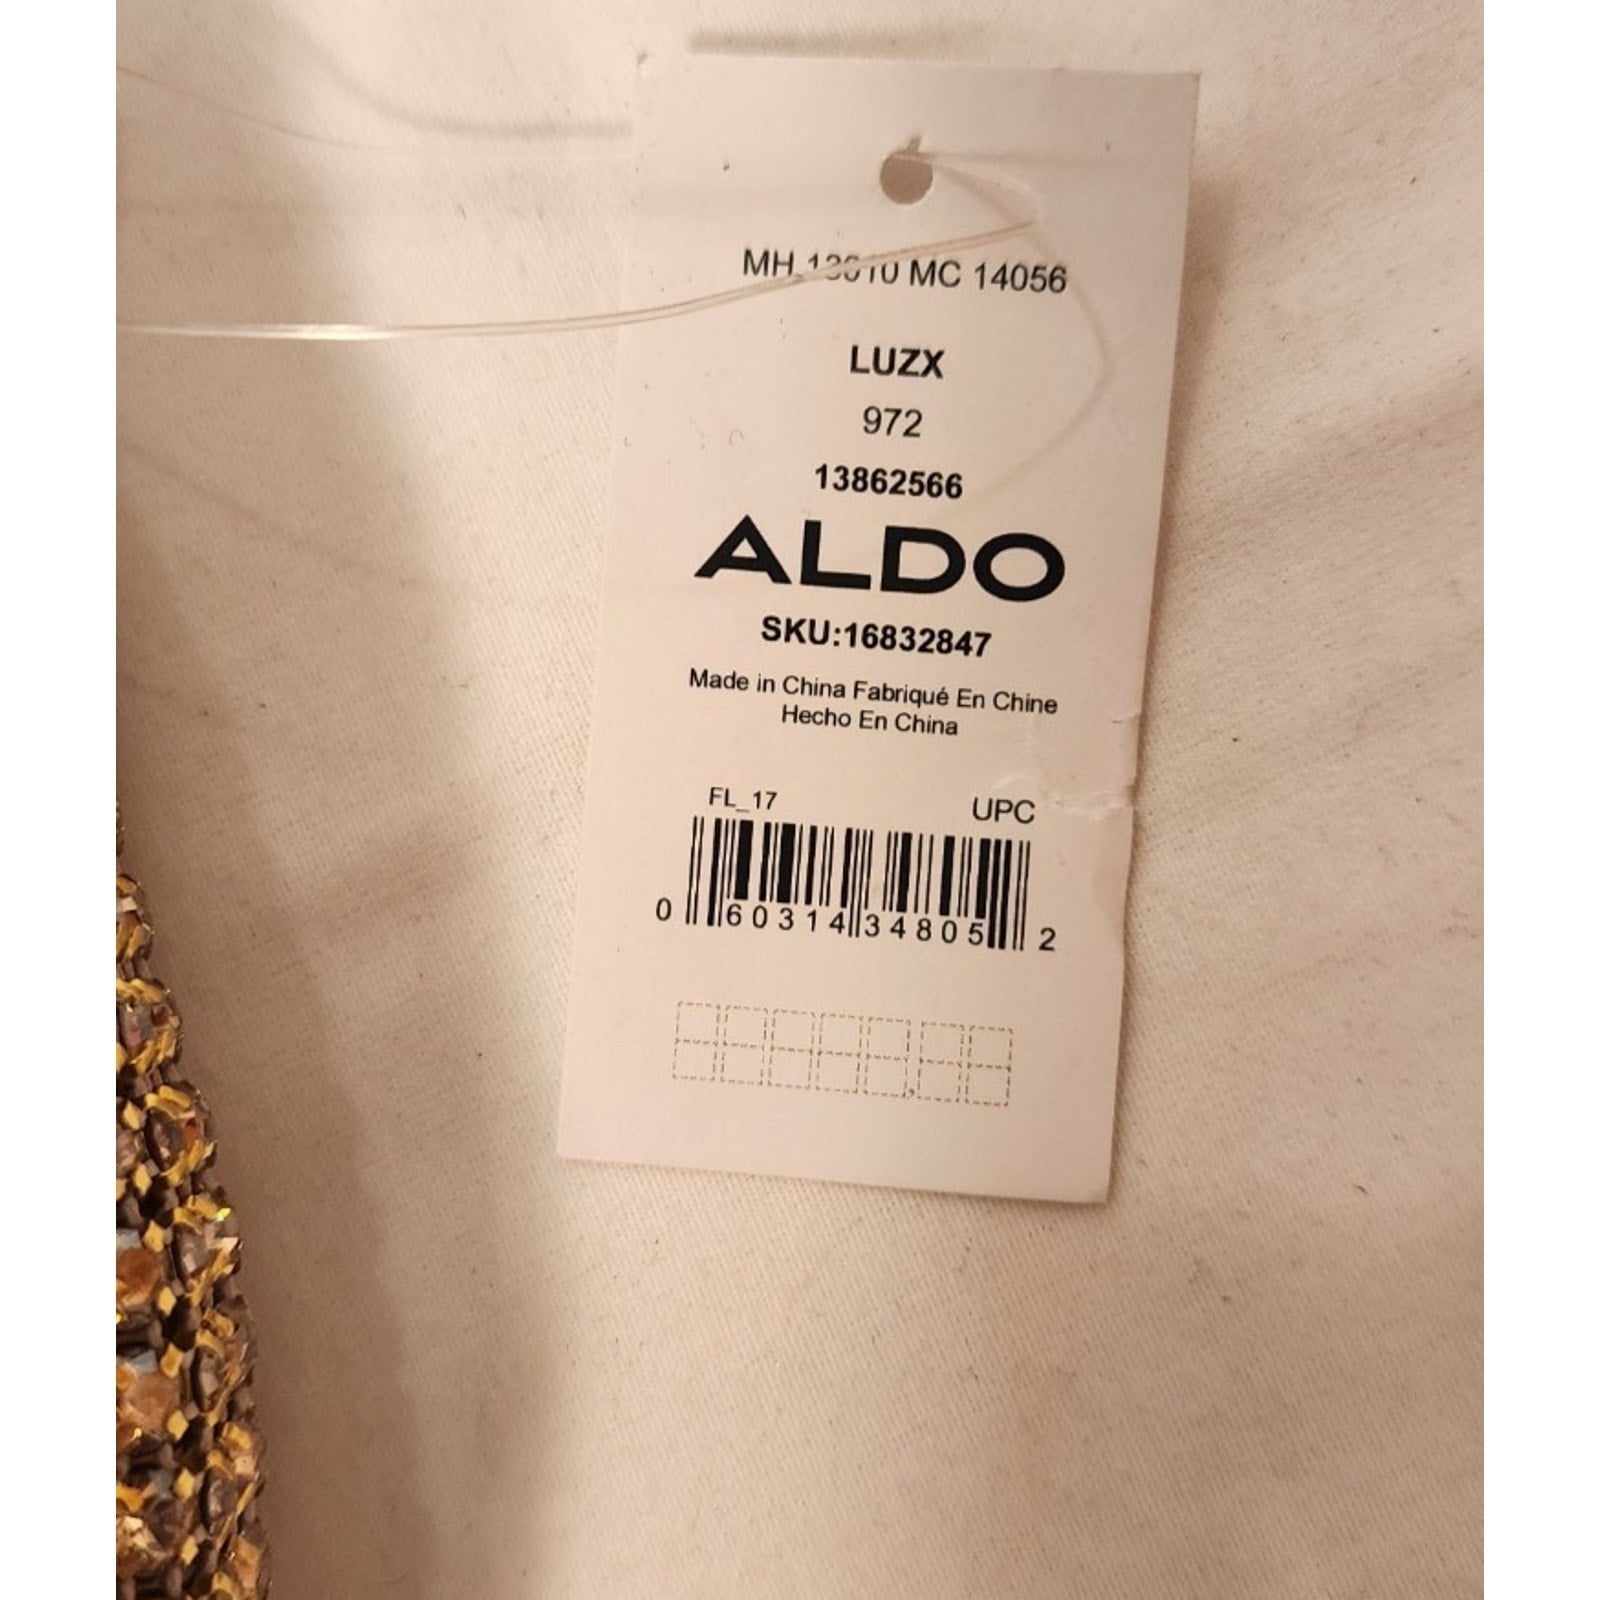 MH MC 14056
LUZX
972
13862566
ALDO
SKU:16832847
Made in China Fabriqué En Chine
Hecho En China
FL_17 UPC
0 60314 34805 2